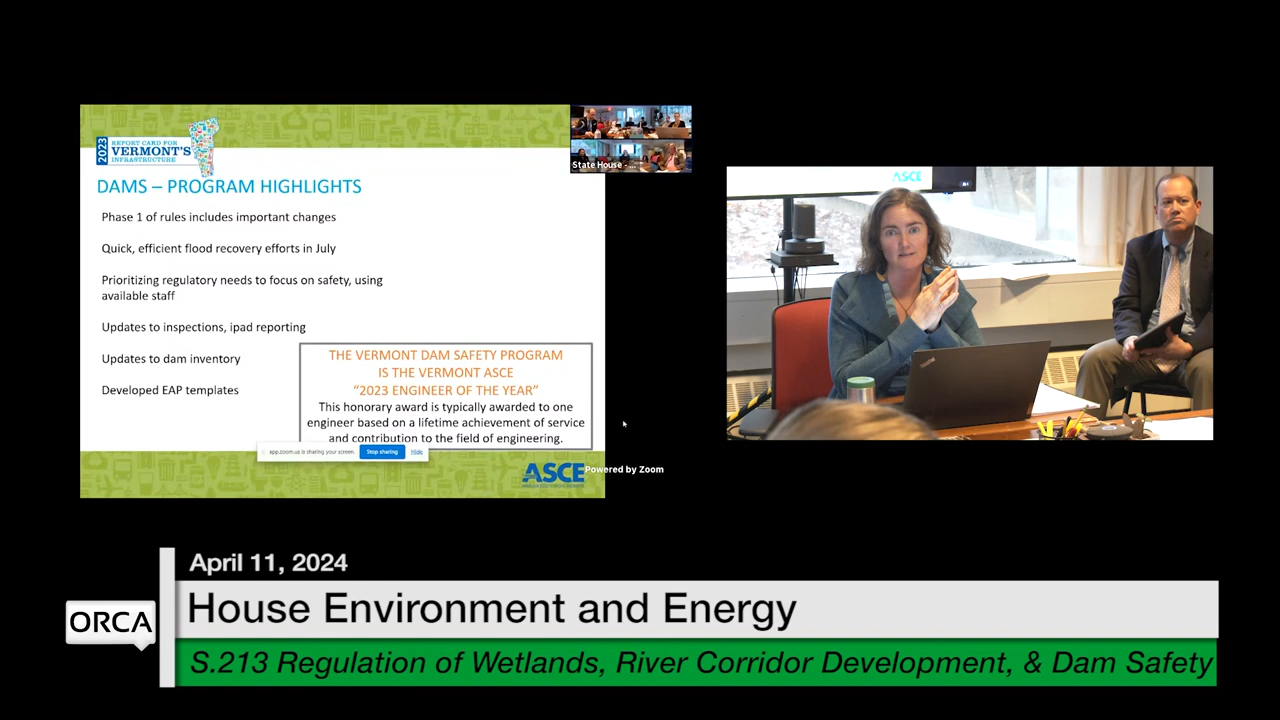 2023
REPORT CARD FOR
VERMONT'S
INFRASTRUCTURE
State House - ...
DAMS – PROGRAM HIGHLIGHTS
Phase 1 of rules includes important changes
Quick, efficient flood recovery efforts in July
Prioritizing regulatory needs to focus on safety, using
available staff
Updates to inspections, ipad reporting
Updates to dam inventory
Developed EAP templates
THE VERMONT DAM SAFETY PROGRAM
IS THE VERMONT ASCE
“2023 ENGINEER OF THE YEAR”
This honorary award is typically awarded to one
engineer based on a lifetime achievement of service
and contribution to the field of engineering.
app.zoom.us is sharing your screen. Stop sharing Hide
ASCE
Powered by Zoom
ASCE
April 11, 2024
House Environment and Energy
ORCA
S.213 Regulation of Wetlands, River Corridor Development, & Dam Safety